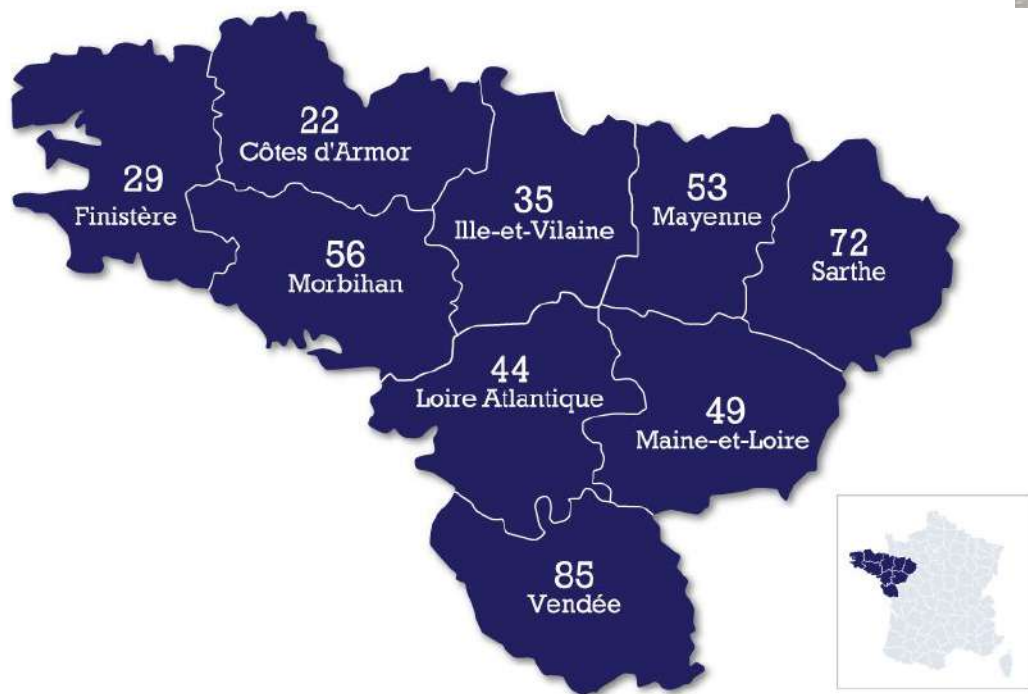 22
Côtes d'Armor
29
Finistère
35
Ille-et-Vilaine
53
Mayenne
56
Morbihan
72
Sarthe
44
Loire Atlantique
49
Maine-et-Loire
85
Vendée